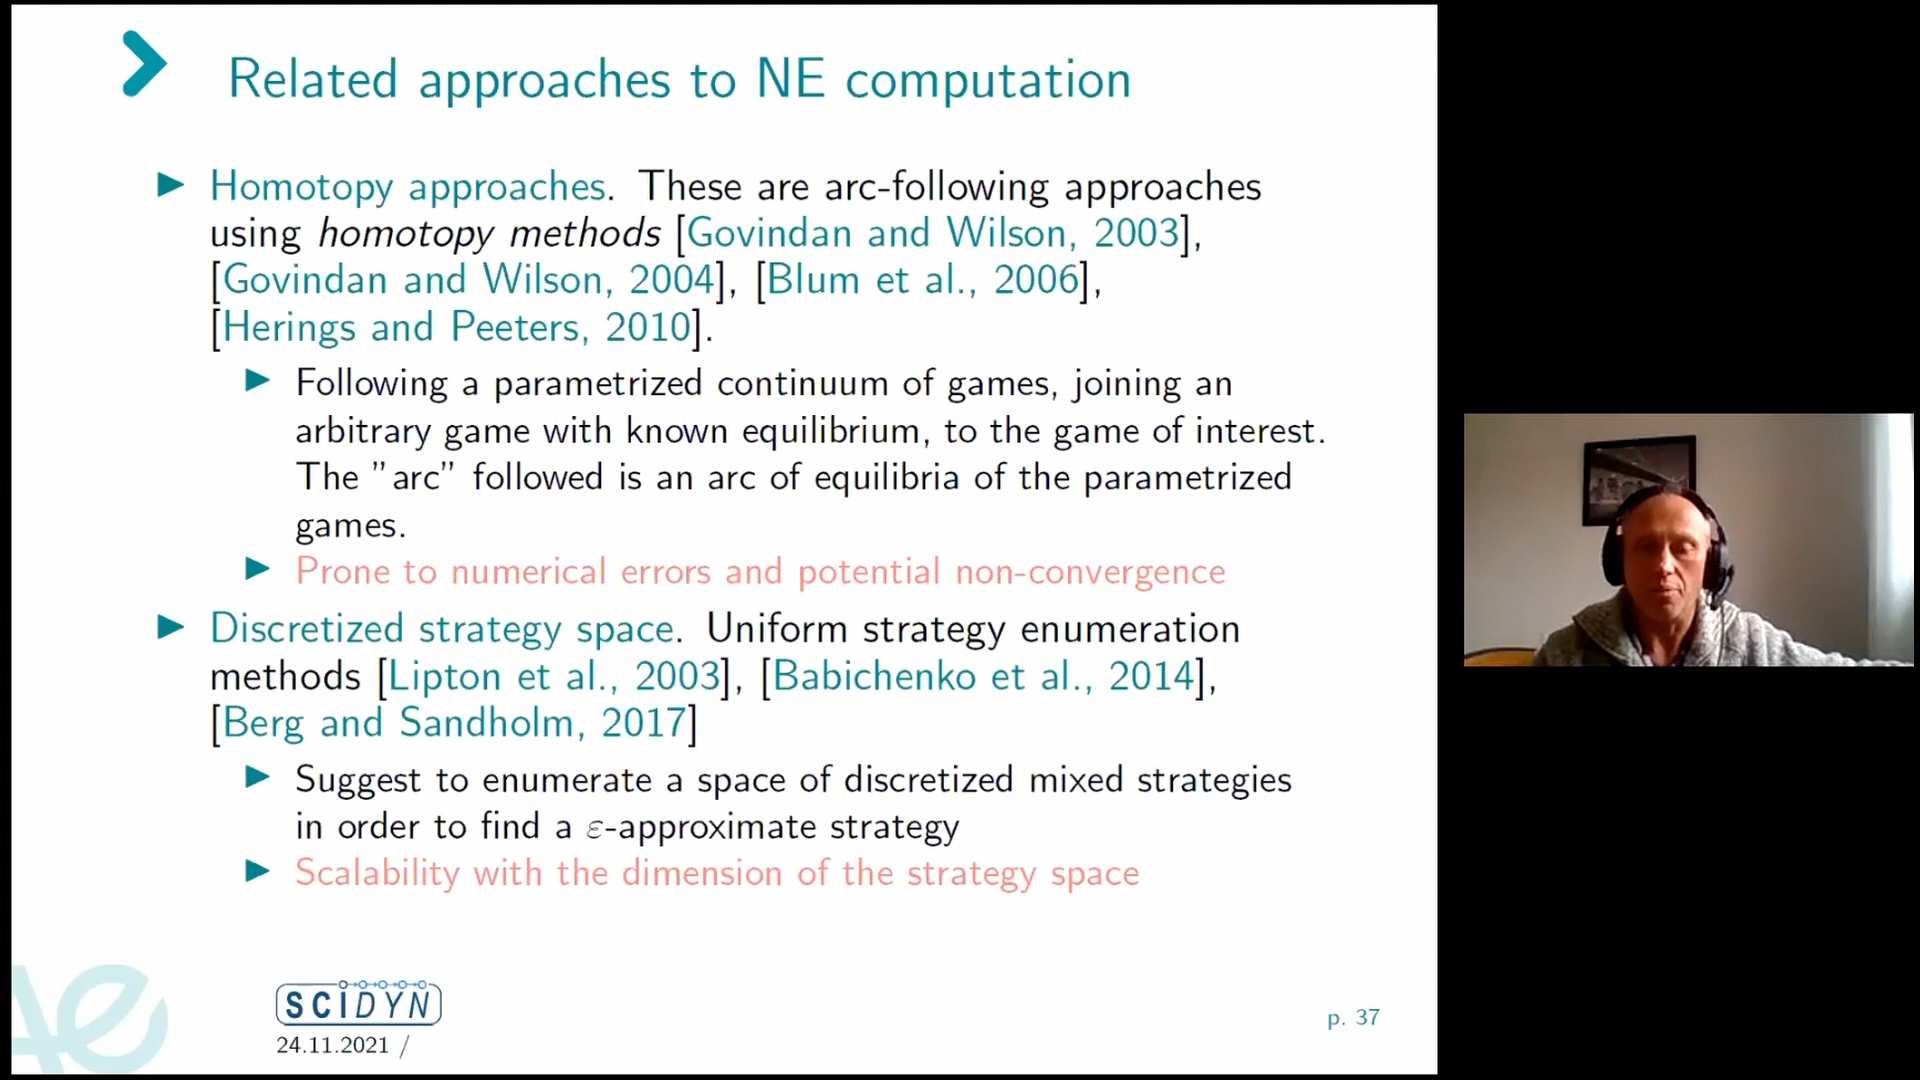 Related approaches to NE computation
Homotopy approaches. These are arc-following approaches
using homotopy methods [Govindan and Wilson, 2003],
[Govindan and Wilson, 2004], [Blum et al., 2006],
[Herings and Peeters, 2010].
Following a parametrized continuum of games, joining an
arbitrary game with known equilibrium, to the game of interest.
The ”arc” followed is an arc of equilibria of the parametrized
games.
Prone to numerical errors and potential non-convergence
Discretized strategy space. Uniform strategy enumeration
methods [Lipton et al., 2003], [Babichenko et al., 2014],
[Berg and Sandholm, 2017]
Suggest to enumerate a space of discretized mixed strategies
in order to find a ε-approximate strategy
Scalability with the dimension of the strategy space
SCIDYN
24.11.2021 /
p. 37